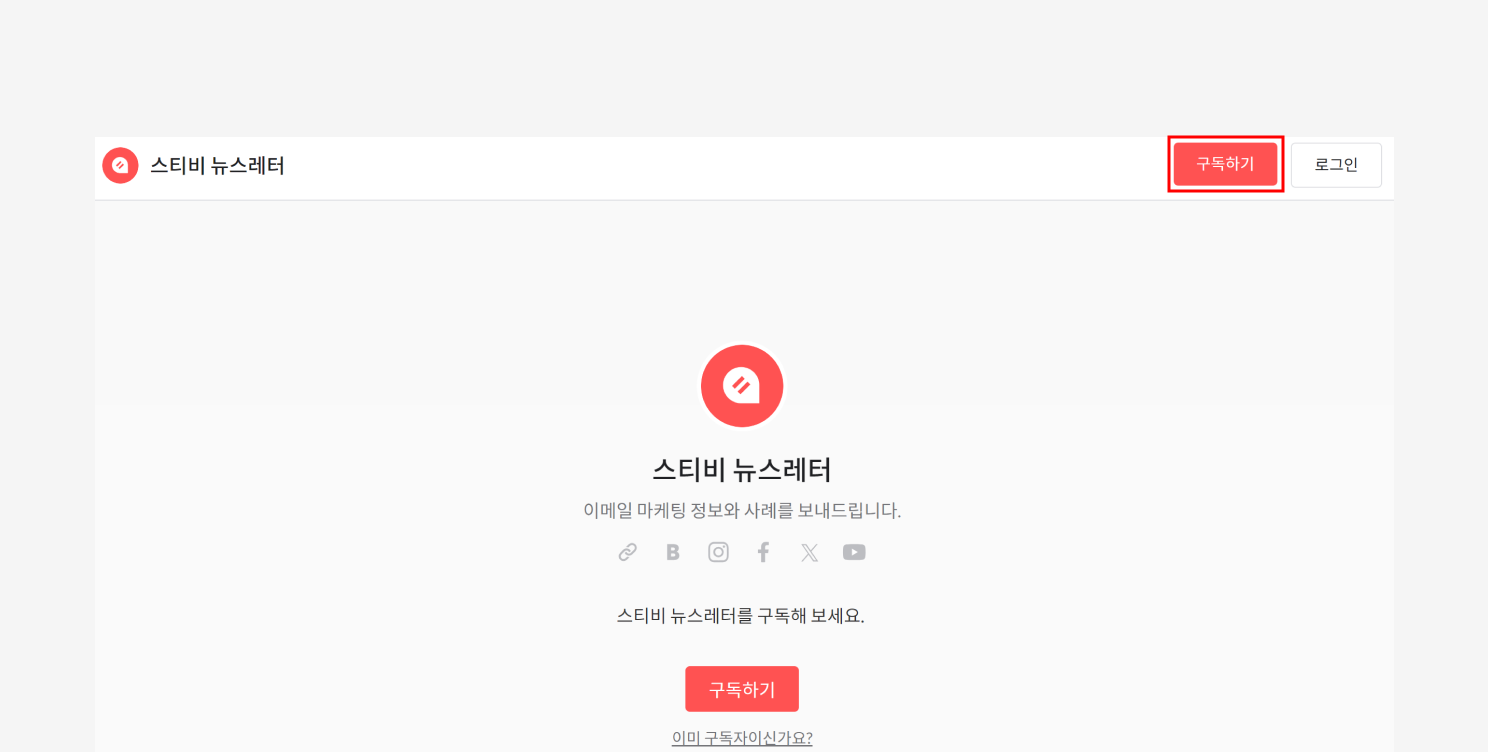 스티비 뉴스레터
구독하기
로그인
스티비 뉴스레터
이메일 마케팅 정보와 사례를 보내드립니다.
스티비 뉴스레터를 구독해 보세요.
구독하기
이미 구독자이신가요?